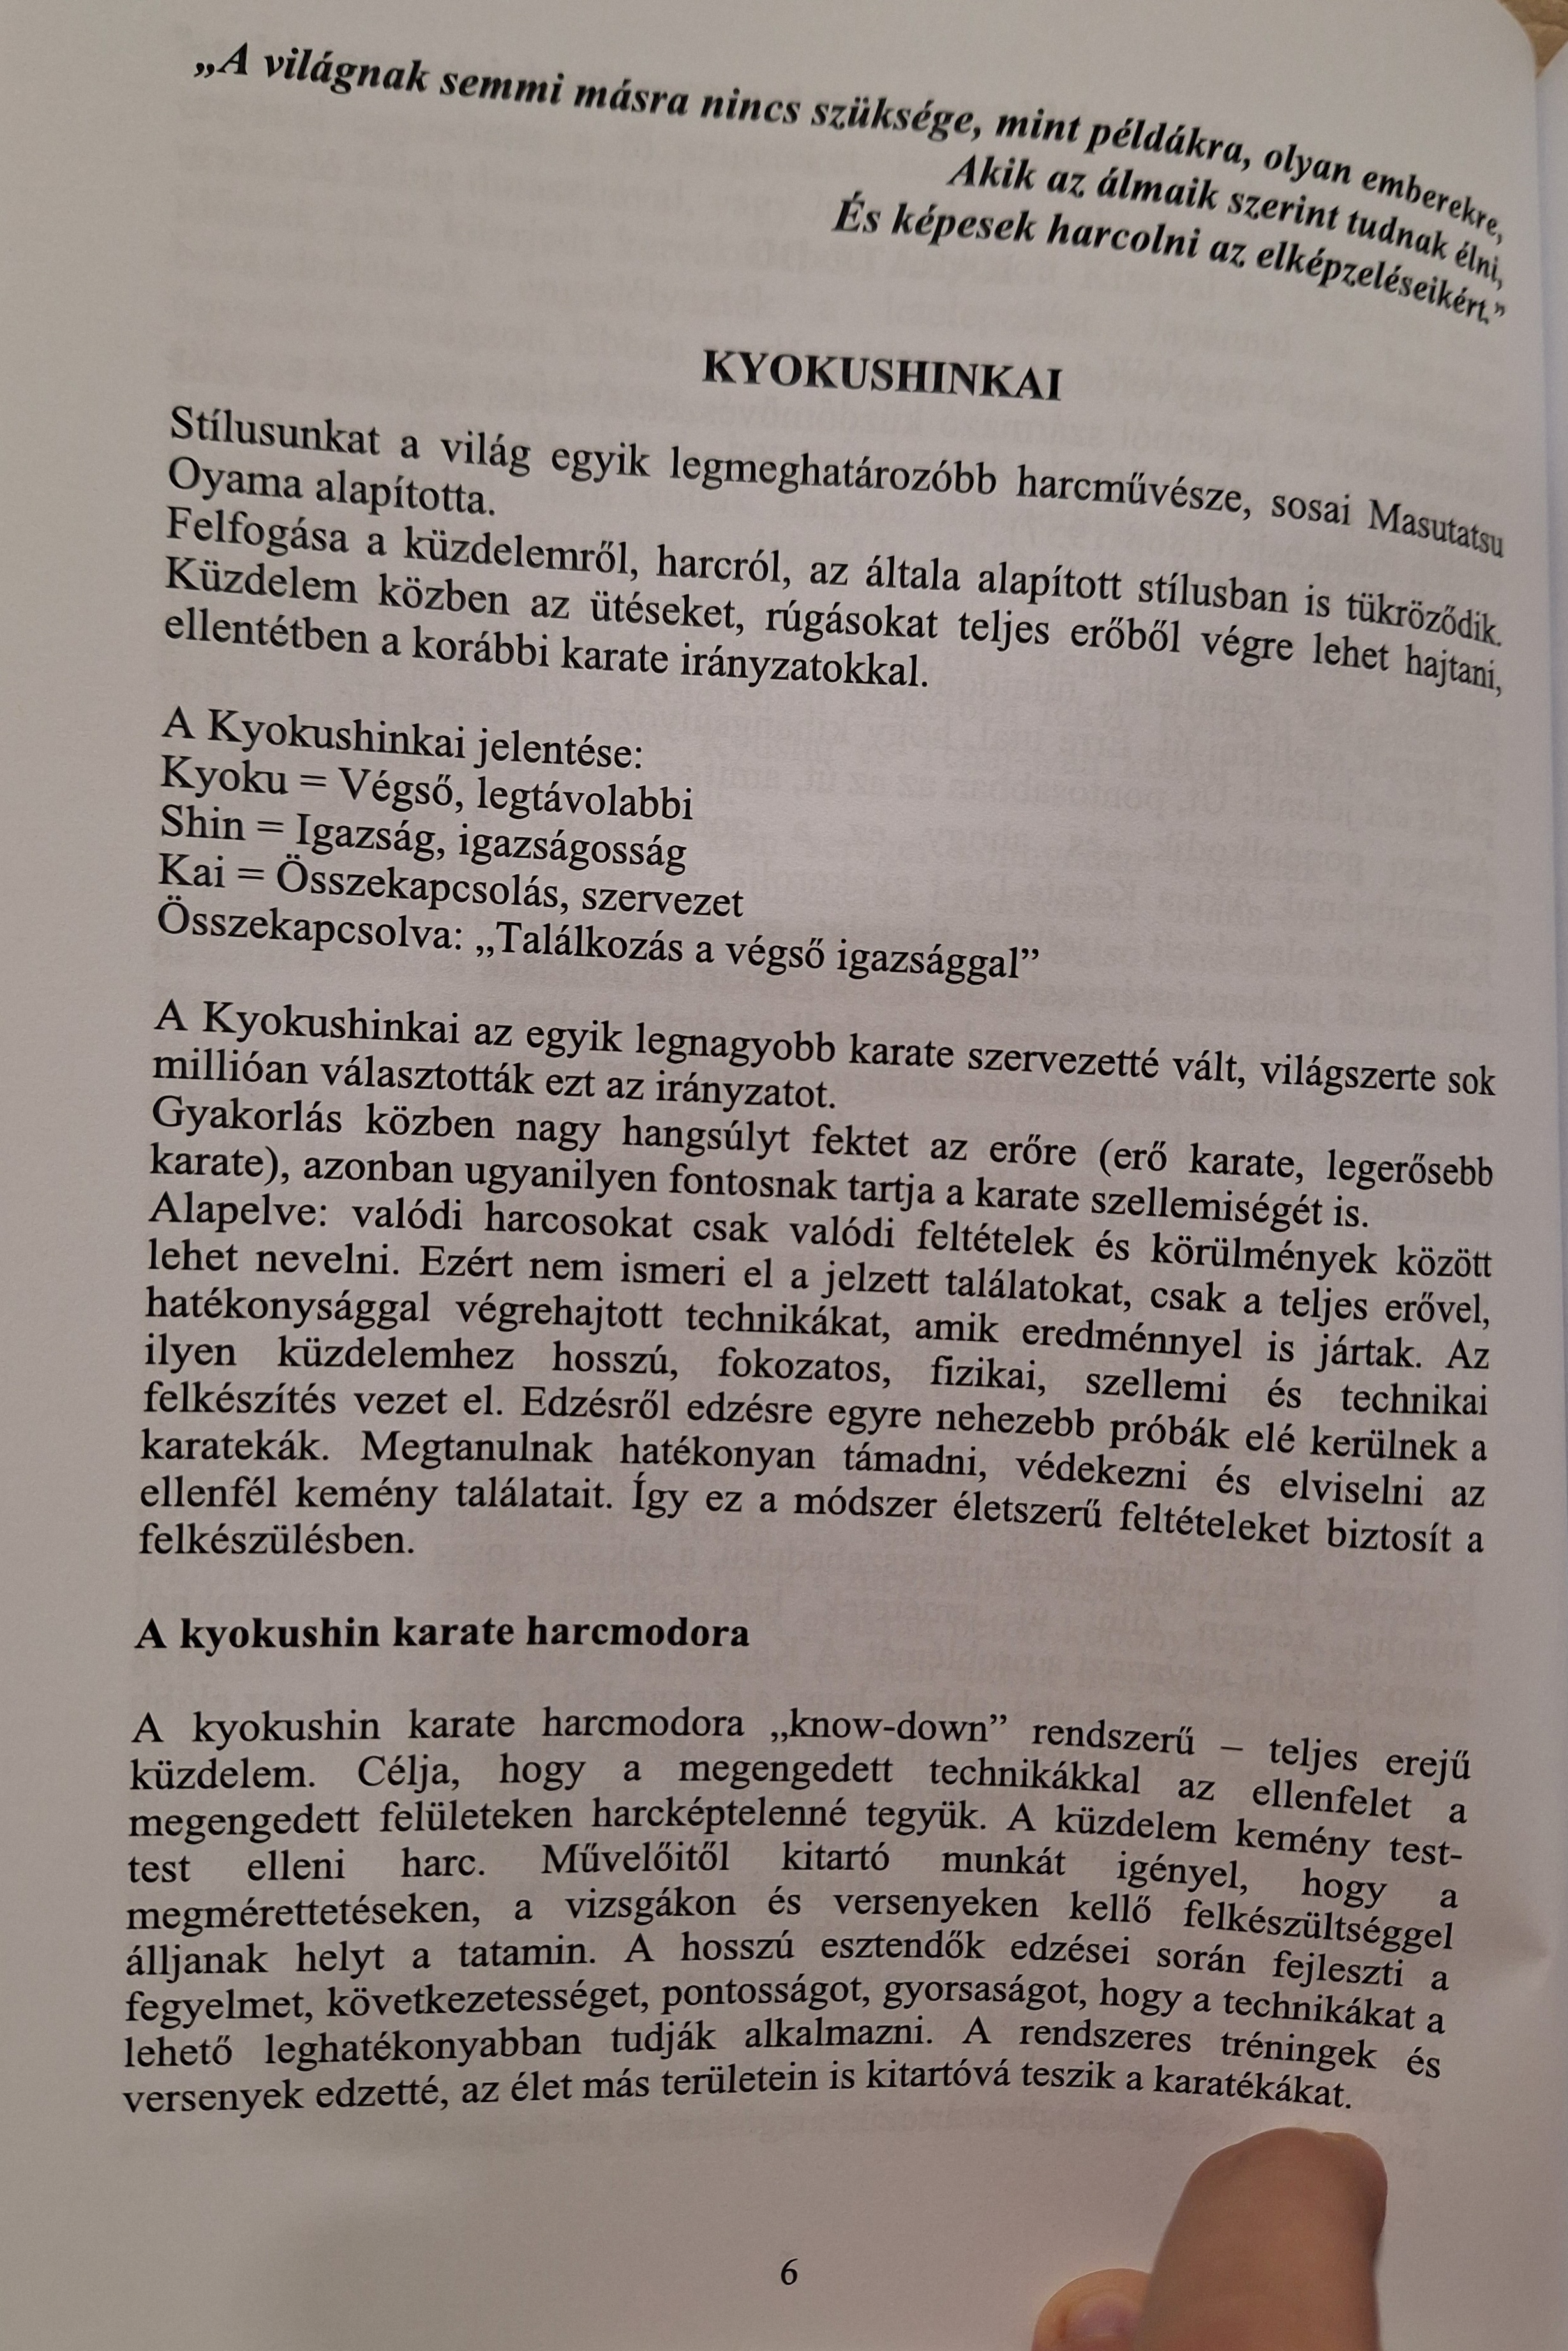 „A világnak semmi másra nincs szüksége, mint példákra, olyan emberekre,
Akik az álmaik szerint tudnak élni,
És képesek harcolni az elképzeléseikért.”
KYOKUSHINKAI
Stílusunkat a világ egyik legmeghatározóbb harcművésze, sosai Masutatsu
Oyama alapította.
Felfogása a küzdelemről, harcról, az általa alapított stílusban is tükröződik.
Küzdelem közben az ütéseket, rúgásokat teljes erőből végre lehet hajtani,
ellentétben a korábbi karate irányzatokkal.
A Kyokushinkai jelentése:
Kyoku = Végső, legtávolabbi
Shin = Igazság, igazságosság
Kai = Összekapcsolás, szervezet
Összekapcsolva: „Találkozás a végső igazsággal”
A Kyokushinkai az egyik legnagyobb karate szervezetté vált, világszerte sok
millióan választották ezt az irányzatot.
Gyakorlás közben nagy hangsúlyt fektet az erőre (erő karate, legerősebb
karate), azonban ugyanilyen fontosnak tartja a karate szellemiségét is.
Alapelve: valódi harcosokat csak valódi feltételek és körülmények között
lehet nevelni. Ezért nem ismeri el a jelzett találatokat, csak a teljes erővel,
hatékonysággal végrehajtott technikákat, amik eredménnyel is jártak. Az
ilyen küzdelemhez hosszú, fokozatos, fizikai, szellemi és technikai
felkészítés vezet el. Edzésről edzésre egyre nehezebb próbák elé kerülnek a
karatekák. Megtanulnak hatékonyan támadni, védekezni és elviselni az
ellenfél kemény találatait. Így ez a módszer életszerű feltételeket biztosít a
felkészülésben.
A kyokushin karate harcmodora
A kyokushin karate harcmodora „know-down” rendszerű – teljes erejű
küzdelem. Célja, hogy a megengedett technikákkal az ellenfelet a
megengedett felületeken harcképtelenné tegyük. A küzdelem kemény test-
test elleni harc. Művelőitől kitartó munkát igényel, hogy a
megmérettetéseken, a vizsgákon és versenyeken kellő felkészültséggel
álljanak helyt a tatamin. A hosszú esztendők edzései során fejleszti a
fegyelmet, következetességet, pontosságot, gyorsaságot, hogy a technikákat a
lehető leghatékonyabban tudják alkalmazni. A rendszeres tréningek és
versenyek edzetté, az élet más területein is kitartóvá teszik a karatékákat.
6